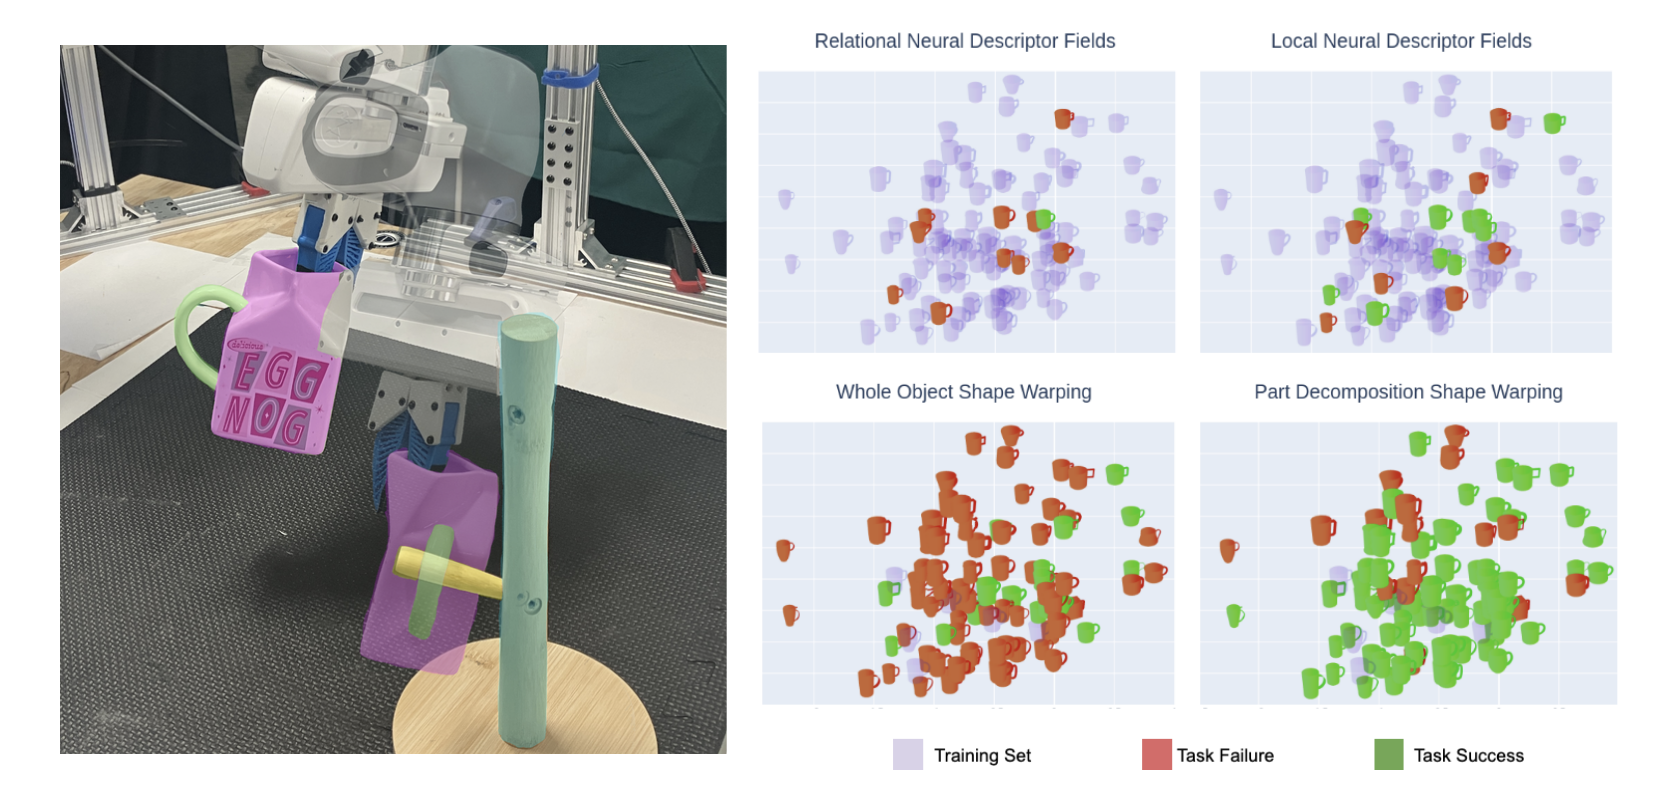 delicious
EGG
NOG
Relational Neural Descriptor Fields
Local Neural Descriptor Fields
Whole Object Shape Warping
Part Decomposition Shape Warping
Training Set
Task Failure
Task Success